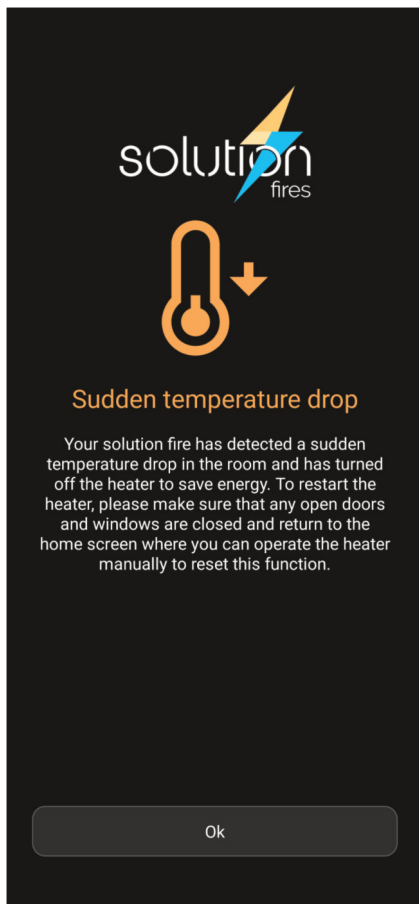 solution
fires
Sudden temperature drop
Your solution fire has detected a sudden
temperature drop in the room and has turned
off the heater to save energy. To restart the
heater, please make sure that any open doors
and windows are closed and return to the
home screen where you can operate the heater
manually to reset this function.
Ok